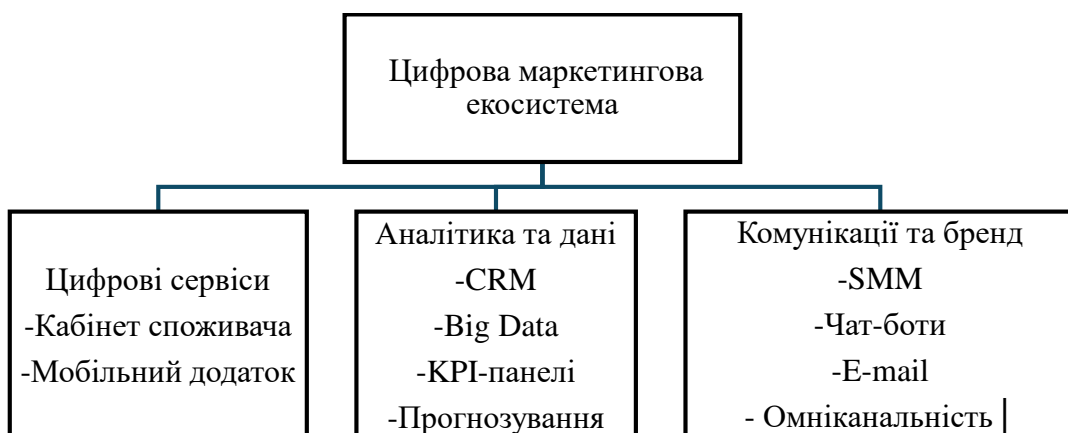 Цифрова маркетингова
екосистема
Цифрові сервіси
-Кабінет споживача
-Мобільний додаток
Аналітика та дані
-CRM
-Big Data
-KPI-панелі
-Прогнозування
Комунікації та бренд
-SMM
-Чат-боти
-E-mail
- Омніканальність